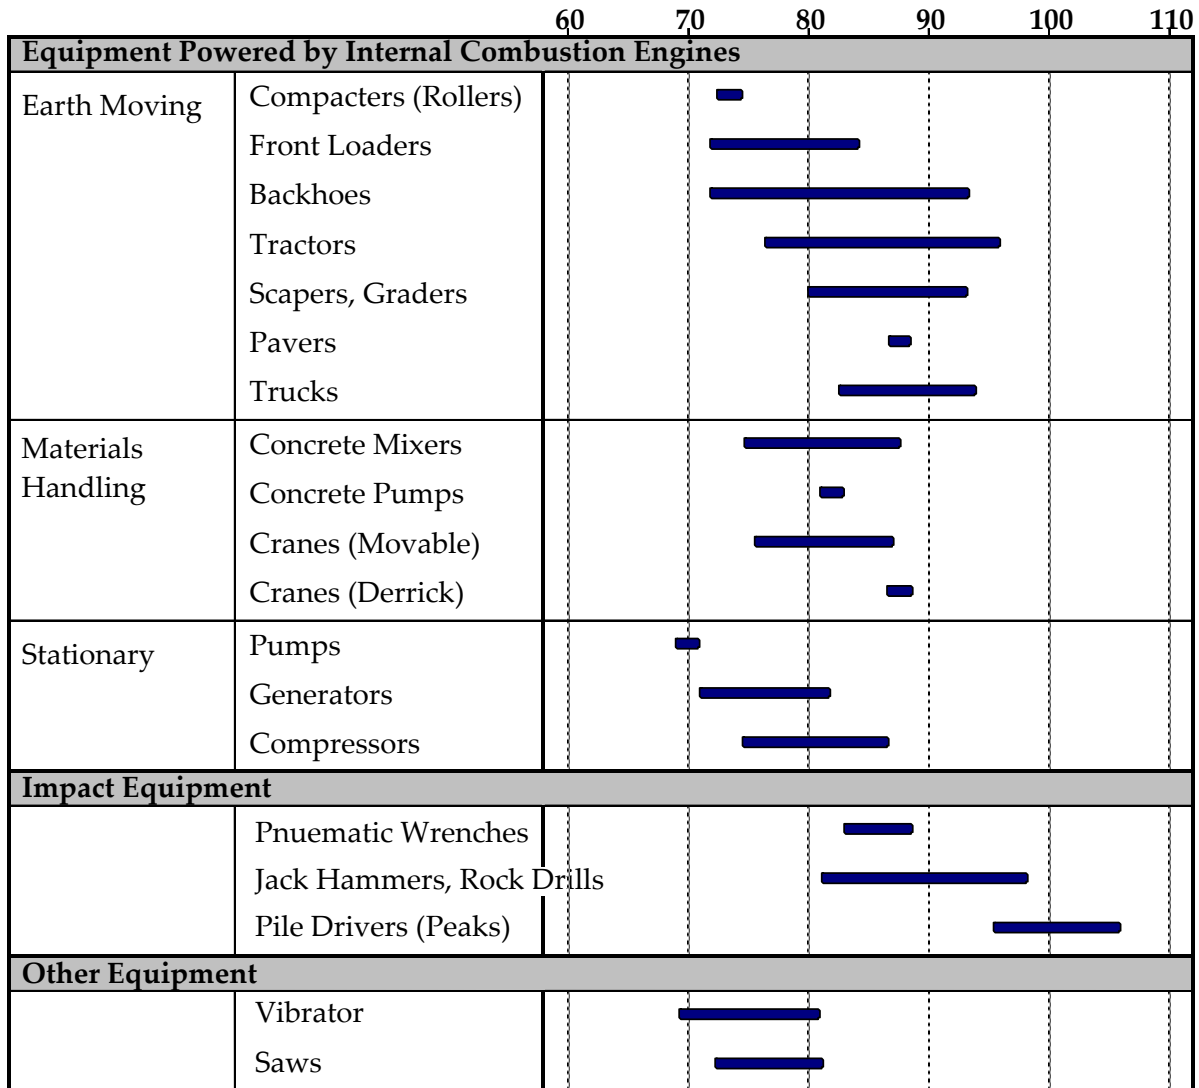 60 70 80 90 100 110
Equipment Powered by Internal Combustion Engines
Earth Moving
Compacters (Rollers)
Front Loaders
Backhoes
Tractors
Scapers, Graders
Pavers
Trucks
Materials
Handling
Concrete Mixers
Concrete Pumps
Cranes (Movable)
Cranes (Derrick)
Stationary
Pumps
Generators
Compressors
Impact Equipment
Pnuematic Wrenches
Jack Hammers, Rock Drills
Pile Drivers (Peaks)
Other Equipment
Vibrator
Saws